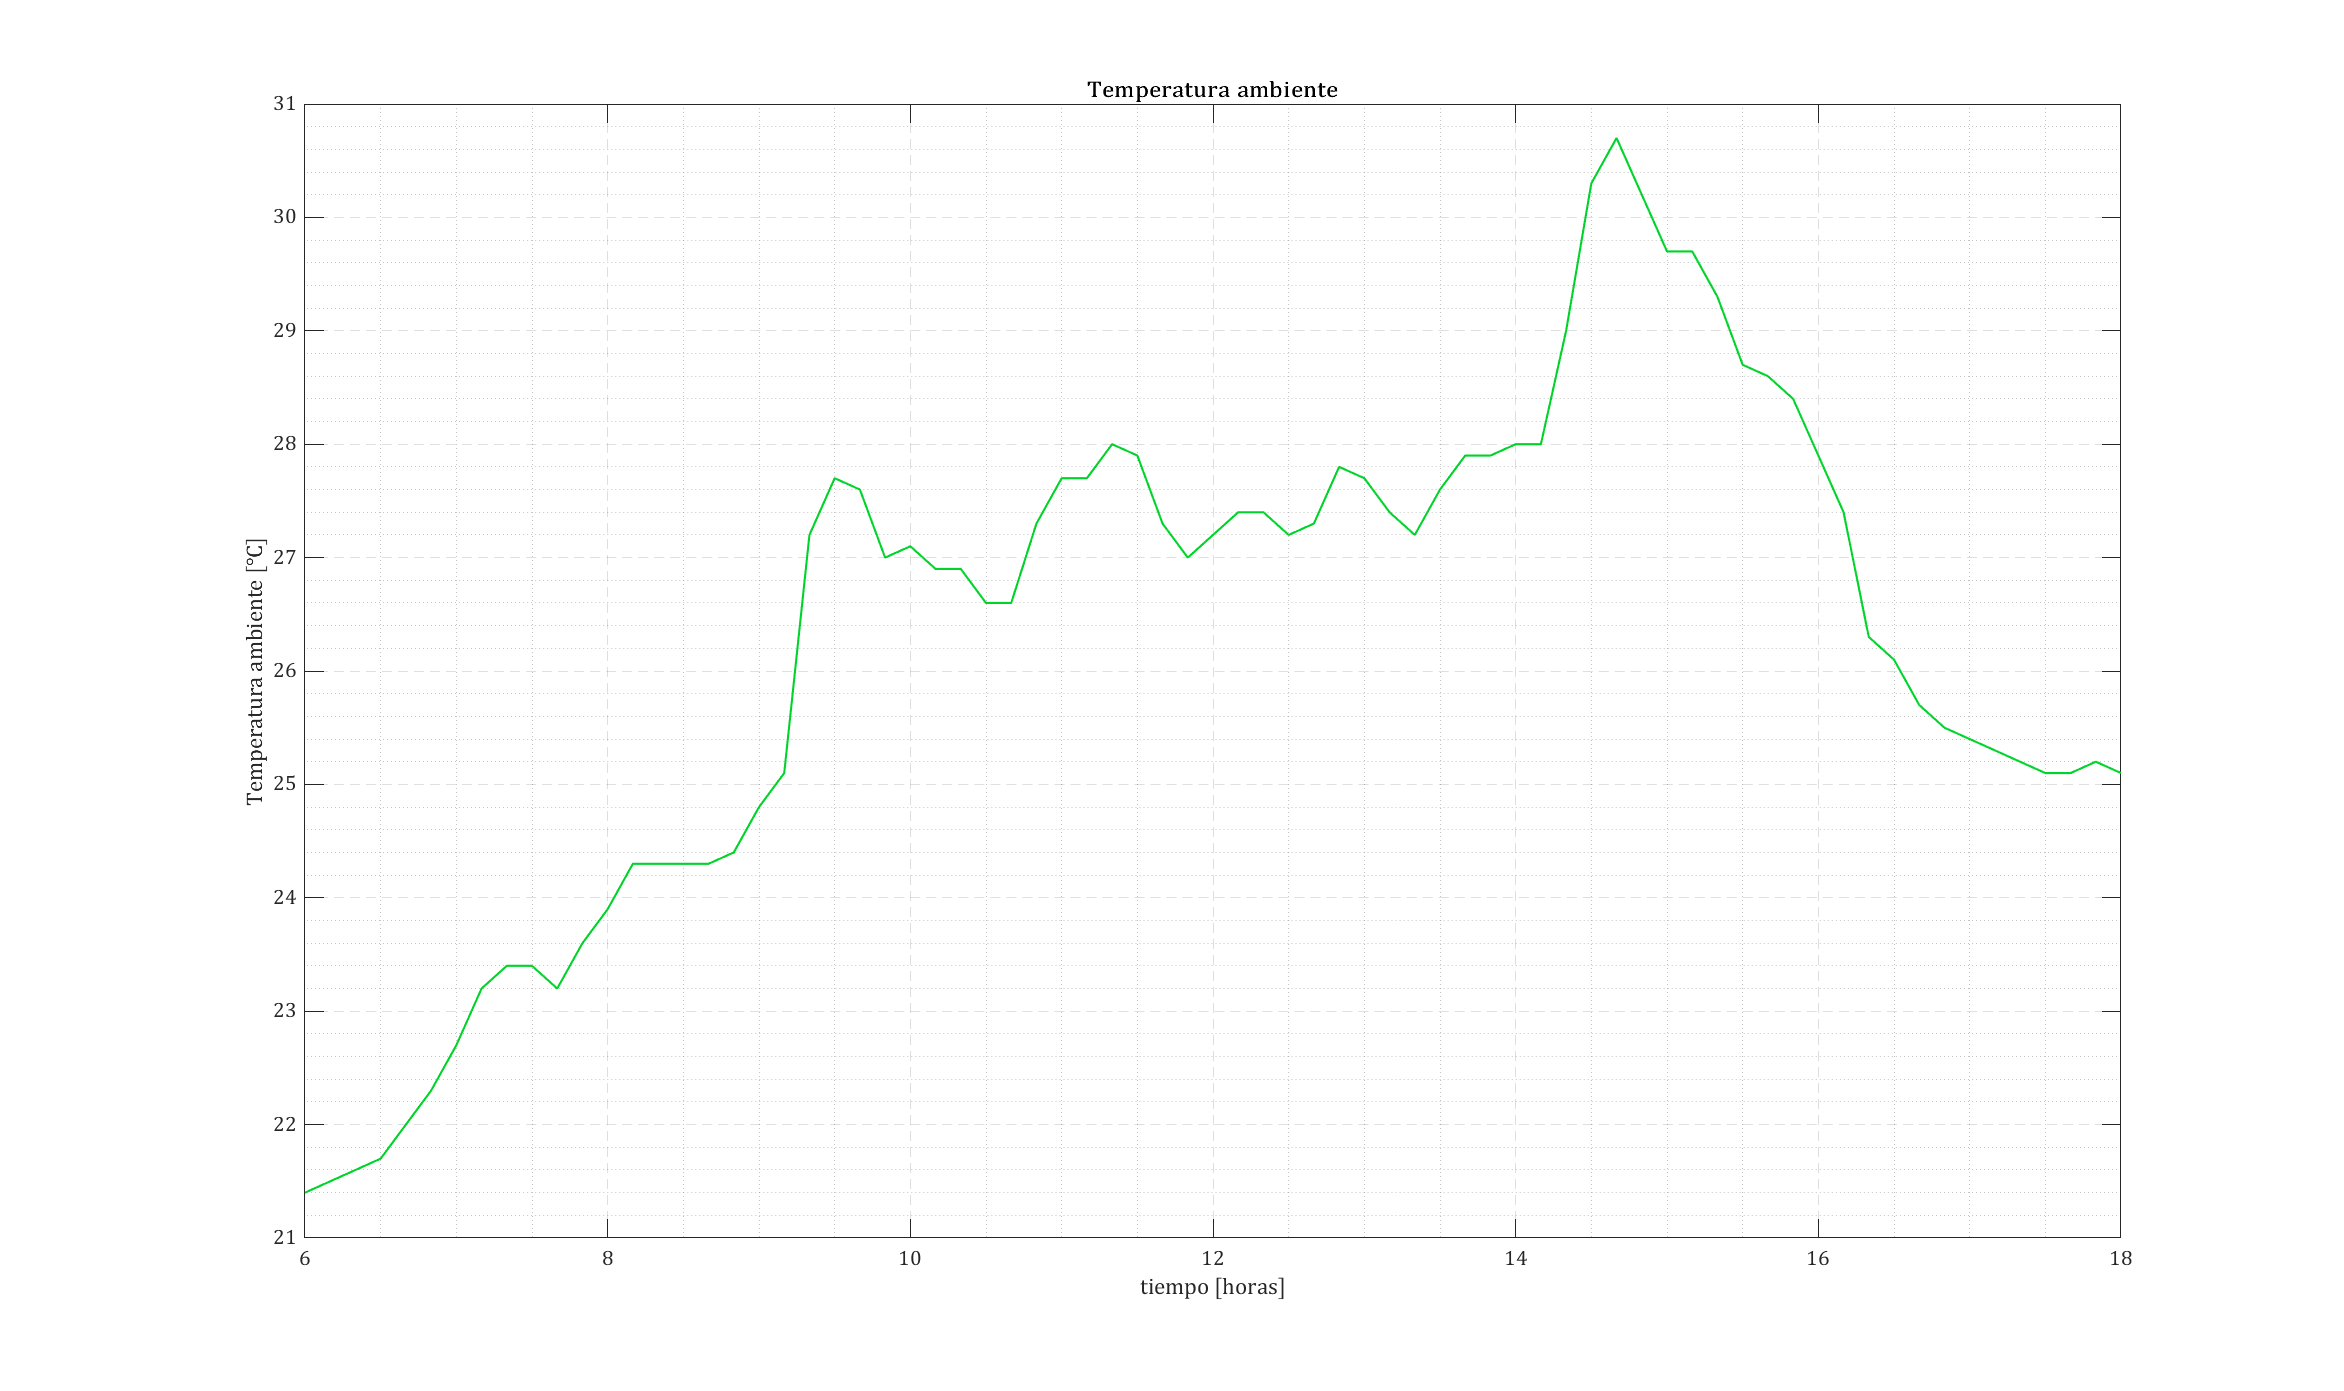 Temperatura ambiente
31
30
29
28
27
26
25
24
23
22
21
Temperatura ambiente [°C]
6 8 10 12 14 16 18
tiempo [horas]